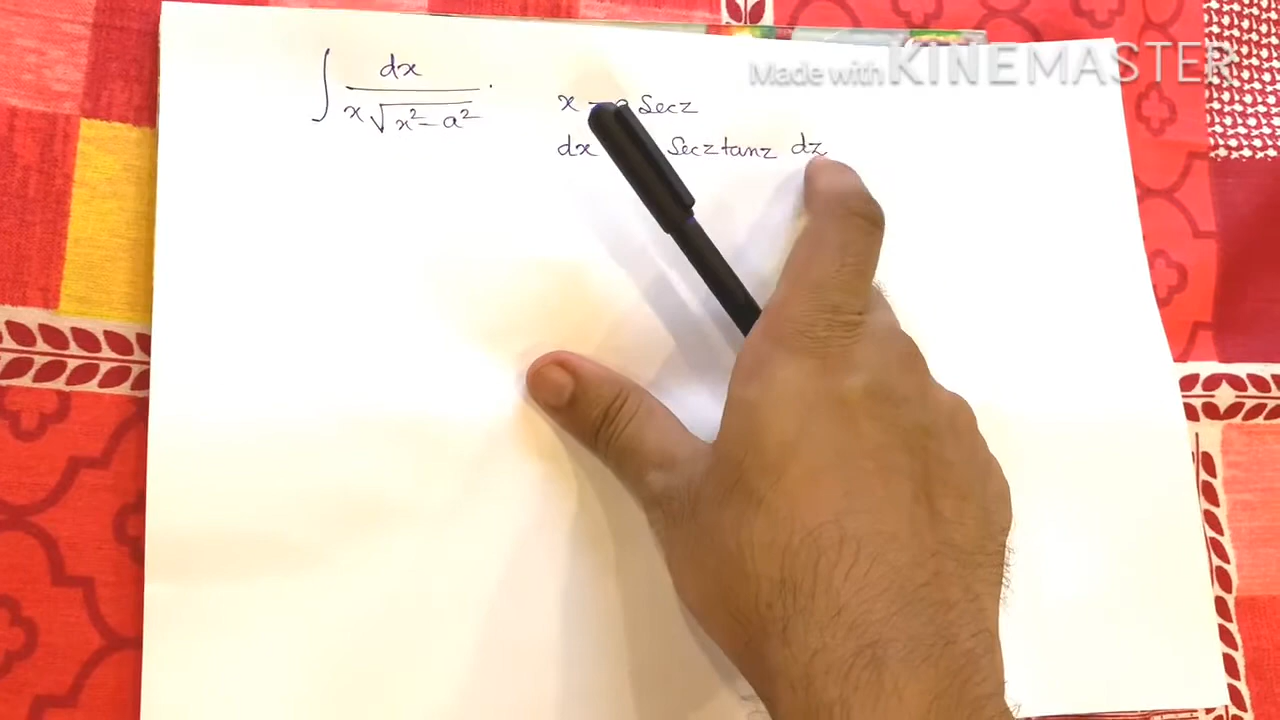 Made with KINEMASTER
∫ dx / x√x²-a² .
x = a Secz
dx Secztanz dz